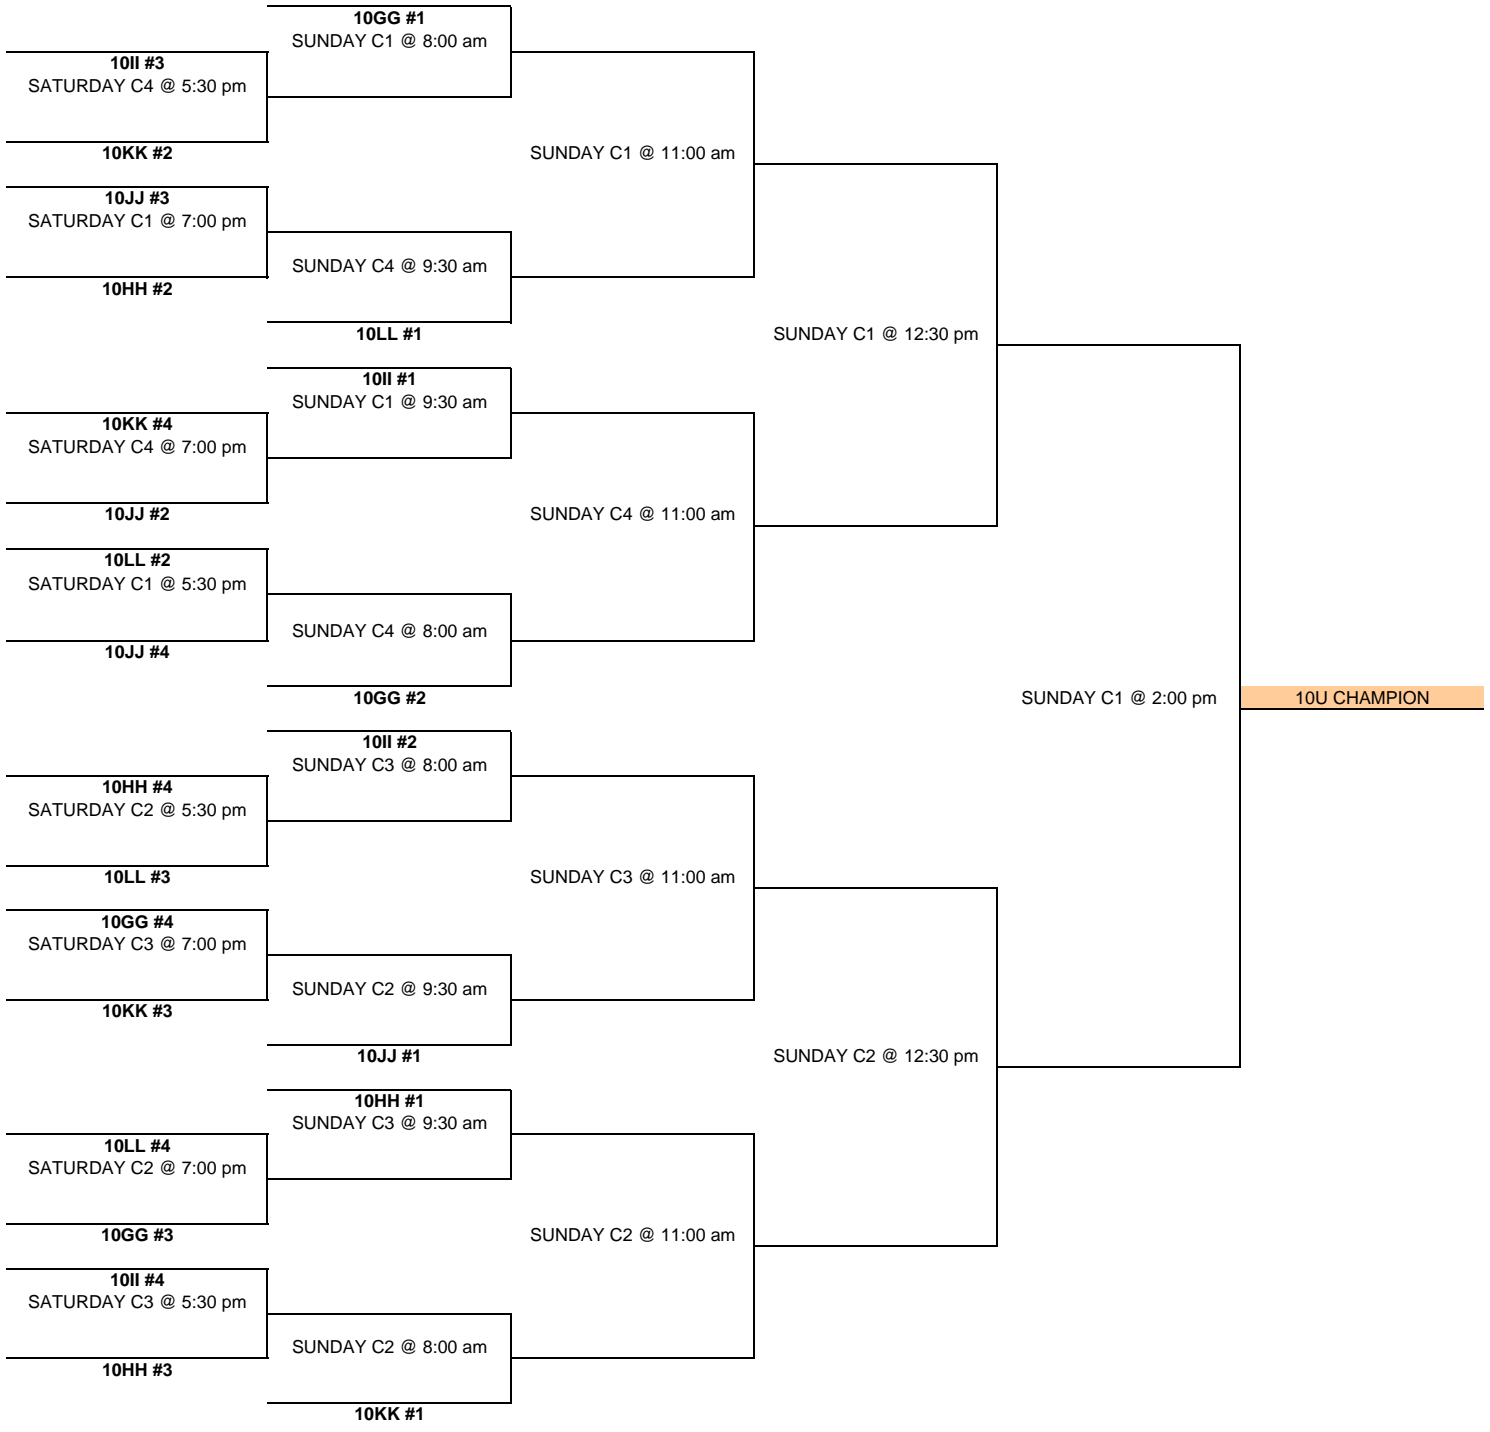 10GG #1
SUNDAY C1 @ 8:00 am
10II #3
SATURDAY C4 @ 5:30 pm
10KK #2
SUNDAY C1 @ 11:00 am
10JJ #3
SATURDAY C1 @ 7:00 pm
SUNDAY C4 @ 9:30 am
10HH #2
10LL #1
SUNDAY C1 @ 12:30 pm
10II #1
SUNDAY C1 @ 9:30 am
10KK #4
SATURDAY C4 @ 7:00 pm
10JJ #2
SUNDAY C4 @ 11:00 am
10LL #2
SATURDAY C1 @ 5:30 pm
SUNDAY C4 @ 8:00 am
10JJ #4
10GG #2
SUNDAY C1 @ 2:00 pm
10U CHAMPION
10II #2
SUNDAY C3 @ 8:00 am
10HH #4
SATURDAY C2 @ 5:30 pm
10LL #3
SUNDAY C3 @ 11:00 am
10GG #4
SATURDAY C3 @ 7:00 pm
SUNDAY C2 @ 9:30 am
10KK #3
10JJ #1
SUNDAY C2 @ 12:30 pm
10HH #1
SUNDAY C3 @ 9:30 am
10LL #4
SATURDAY C2 @ 7:00 pm
10GG #3
SUNDAY C2 @ 11:00 am
10II #4
SATURDAY C3 @ 5:30 pm
SUNDAY C2 @ 8:00 am
10HH #3
10KK #1